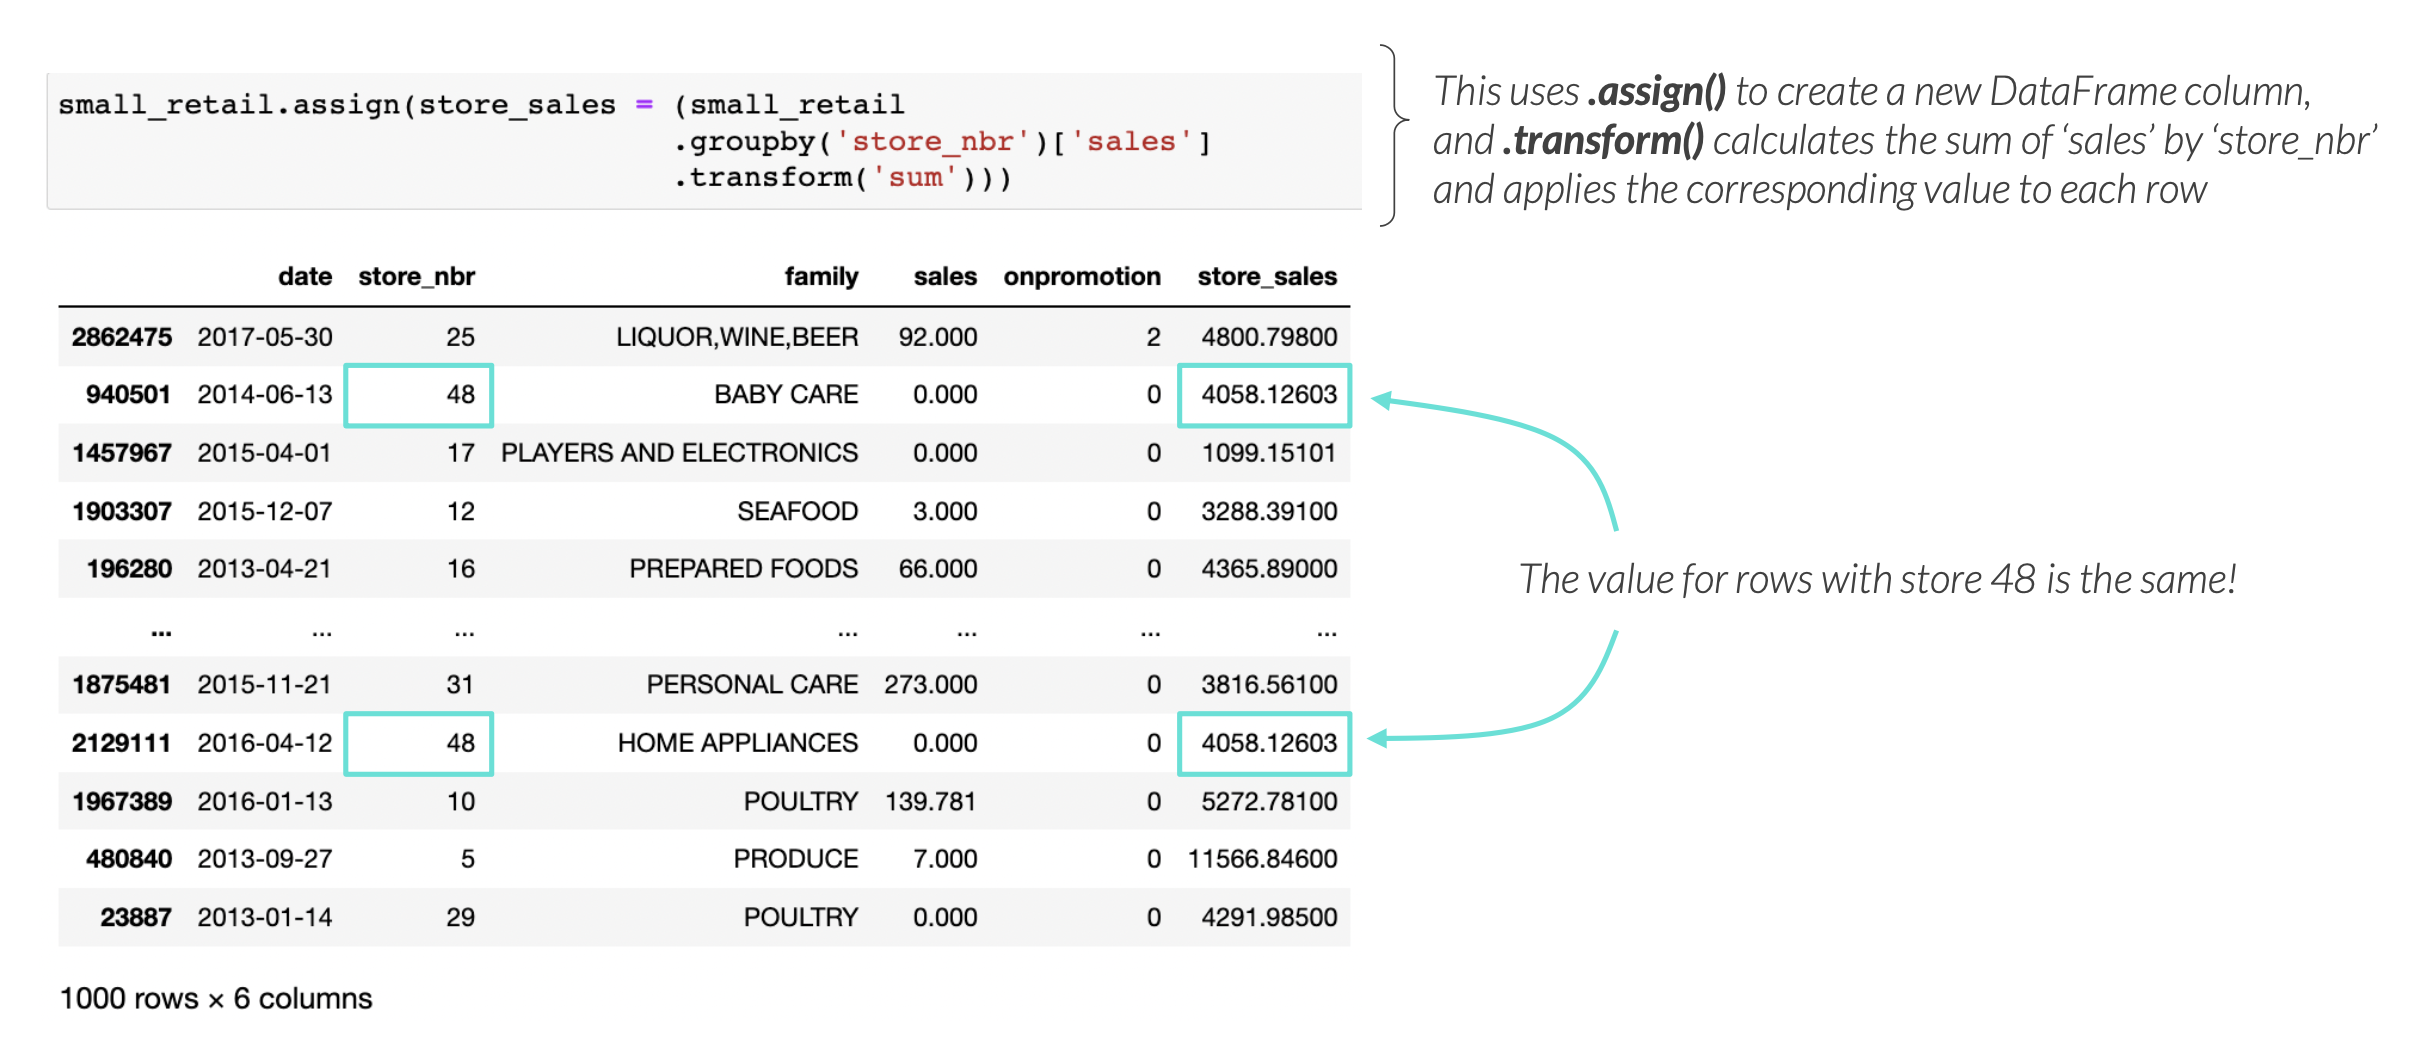 small_retail.assign(store_sales = (small_retail
.groupby('store_nbr')['sales']
.transform('sum')))
This uses .assign() to create a new DataFrame column,
and .transform() calculates the sum of ‘sales’ by ‘store_nbr’
and applies the corresponding value to each row
date store_nbr family sales onpromotion store_sales
2862475 2017-05-30 25 LIQUOR,WINE,BEER 92.000 2 4800.79800
940501 2014-06-13 48 BABY CARE 0.000 0 4058.12603
1457967 2015-04-01 17 PLAYERS AND ELECTRONICS 0.000 0 1099.15101
1903307 2015-12-07 12 SEAFOOD 3.000 0 3288.39100
196280 2013-04-21 16 PREPARED FOODS 66.000 0 4365.89000
... ... ... ... ... ... ...
1875481 2015-11-21 31 PERSONAL CARE 273.000 0 3816.56100
2129111 2016-04-12 48 HOME APPLIANCES 0.000 0 4058.12603
1967389 2016-01-13 10 POULTRY 139.781 0 5272.78100
480840 2013-09-27 5 PRODUCE 7.000 0 11566.84600
23887 2013-01-14 29 POULTRY 0.000 0 4291.98500
1000 rows × 6 columns
The value for rows with store 48 is the same!